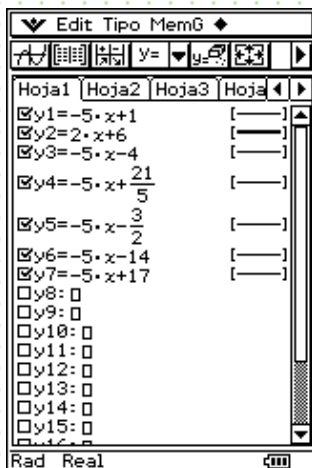 Edit Tipo MemG
y= y=
Hoja1 Hoja2 Hoja3 Hoja
y1=-5·x+1
y2=2·x+6
y3=-5·x-4
y4=-5·x+21/5
y5=-5·x-3/2
y6=-5·x-14
y7=-5·x+17
y8:
y9:
y10:
y11:
y12:
y13:
y14:
y15:
Rad Real